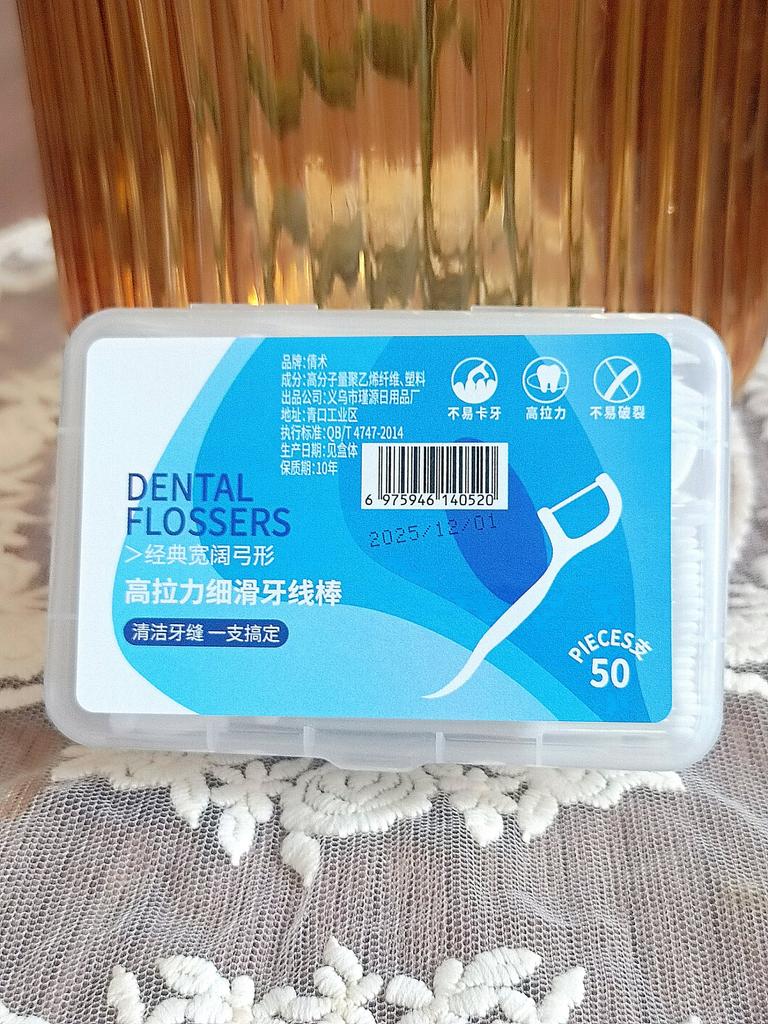 品牌:倩术
成分:高分子量聚乙烯纤维、塑料
出品公司:义乌市瑾源日用品厂
地址:青口工业区
执行标准:QB/T 4747-2014
生产日期:见盒体
保质期:10年
不易卡牙
高拉力
不易破裂
6 975946 140520
2025/12/01
DENTAL
FLOSSERS
>经典宽阔弓形
高拉力细滑牙线棒
清洁牙缝 一支搞定
PIECES支
50